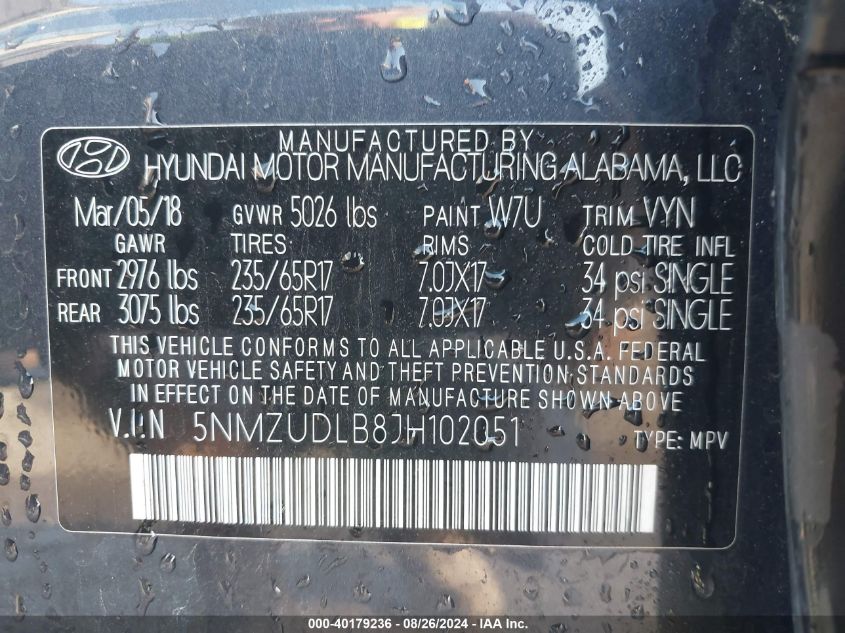 MANUFACTURED BY
HYUNDAI MOTOR MANUFACTURING ALABAMA, LLC
Mar/05/18 GVWR 5026 lbs PAINT W7U TRIM VYN
GAWR TIRES RIMS COLD TIRE INFL
FRONT 2976 lbs 235/65R17 7.0JX17 34 psi SINGLE
REAR 3075 lbs 235/65R17 7.0JX17 34 psi SINGLE
THIS VEHICLE CONFORMS TO ALL APPLICABLE U.S.A. FEDERAL
MOTOR VEHICLE SAFETY AND THEFT PREVENTION STANDARDS
IN EFFECT ON THE DATE OF MANUFACTURE SHOWN ABOVE.
V.I.N 5NMZUDLB8JH102051 TYPE: MPV
000-40179236 - 08/26/2024 - IAA Inc.